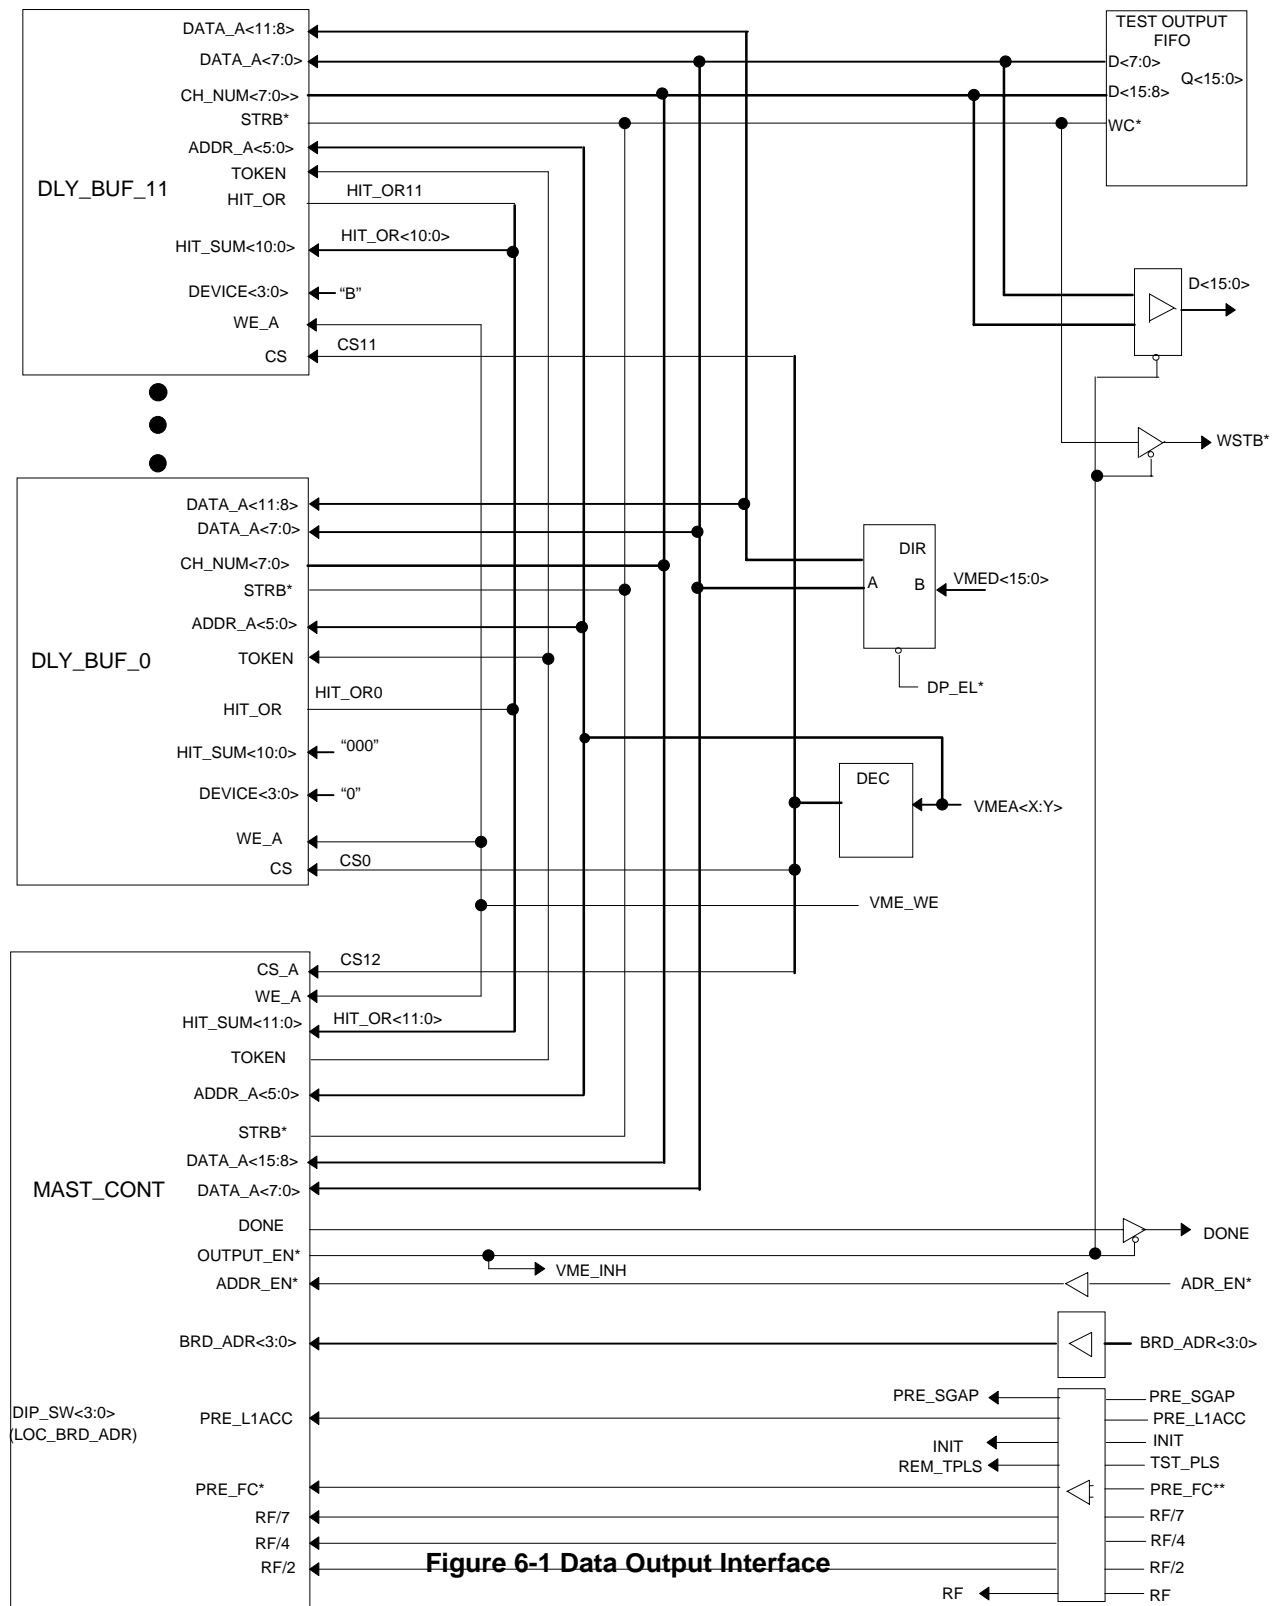 DATA_A<11:8>
DATA_A<7:0>
CH_NUM<7:0>>
STRB*
ADDR_A<5:0>
TOKEN
DLY_BUF_11
HIT_OR
HIT_OR11
HIT_SUM<10:0>
HIT_OR<10:0>
DEVICE<3:0>
“B”
WE_A
CS
CS11
TEST OUTPUT
FIFO
D<7:0>
Q<15:0>
D<15:8>
WC*
D<15:0>
WSTB*
DATA_A<11:8>
DATA_A<7:0>
CH_NUM<7:0>
STRB*
ADDR_A<5:0>
DLY_BUF_0
TOKEN
HIT_OR
HIT_OR0
HIT_SUM<10:0>
“000”
DEVICE<3:0>
“0”
WE_A
CS
CS0
DIR
A
B
VMED<15:0>
DP_EL*
DEC
VMEA<X:Y>
VME_WE
CS_A
CS12
WE_A
HIT_SUM<11:0>
HIT_OR<11:0>
TOKEN
ADDR_A<5:0>
STRB*
DATA_A<15:8>
MAST_CONT
DATA_A<7:0>
DONE
DONE
OUTPUT_EN*
VME_INH
ADDR_EN*
ADR_EN*
BRD_ADR<3:0>
BRD_ADR<3:0>
PRE_SGAP
PRE_SGAP
DIP_SW<3:0>
(LOC_BRD_ADR)
PRE_L1ACC
PRE_L1ACC
INIT
INIT
REM_TPLS
TST_PLS
PRE_FC*
PRE_FC**
RF/7
RF/7
RF/4
RF/4
RF/2
RF/2
Figure 6-1 Data Output Interface
RF
RF